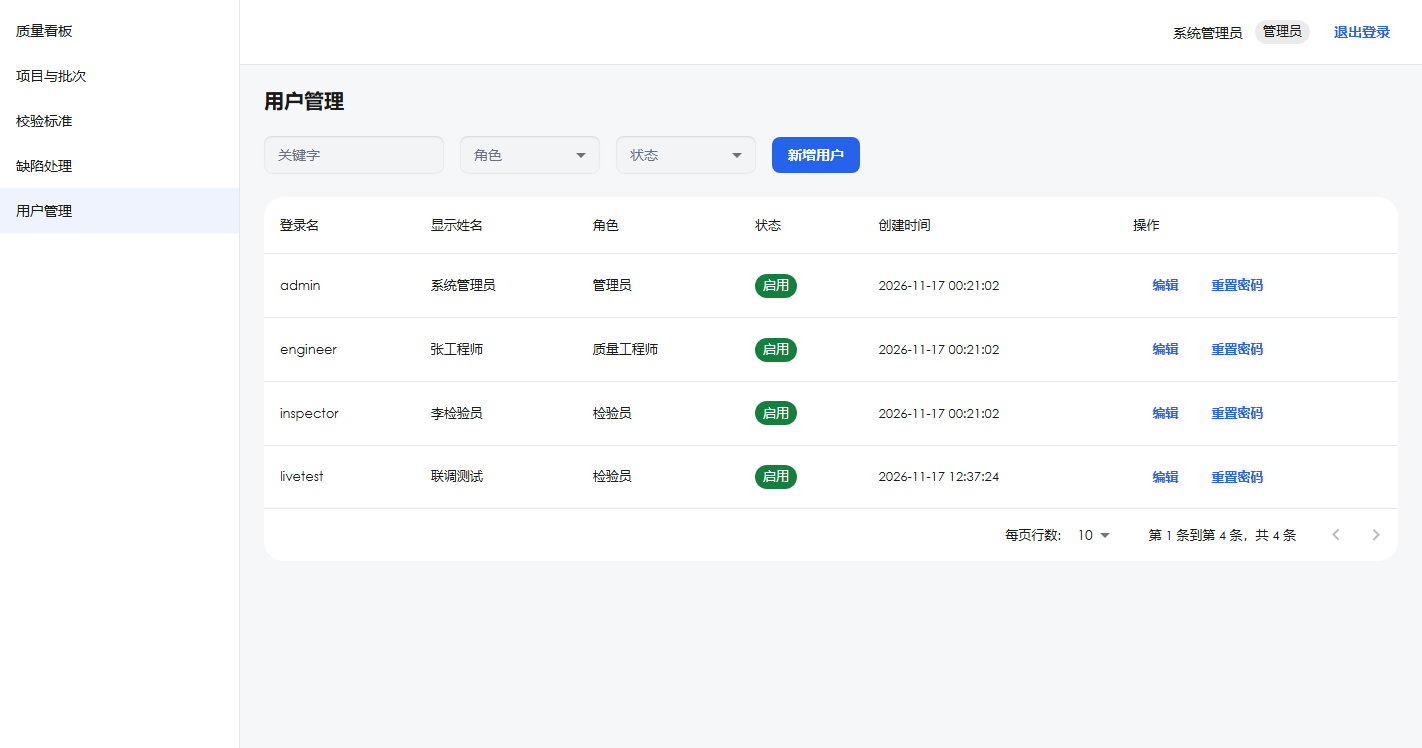 质量看板
项目与批次
校验标准
缺陷处理
用户管理
系统管理员 管理员 退出登录
用户管理
关键字 角色 状态 新增用户
登录名 显示姓名 角色 状态 创建时间 操作
admin 系统管理员 管理员 启用 2026-11-17 00:21:02 编辑 重置密码
engineer 张工程师 质量工程师 启用 2026-11-17 00:21:02 编辑 重置密码
inspector 李检验员 检验员 启用 2026-11-17 00:21:02 编辑 重置密码
livetest 联调测试 检验员 启用 2026-11-17 12:37:24 编辑 重置密码
每页行数: 10 第 1 条到第 4 条，共 4 条